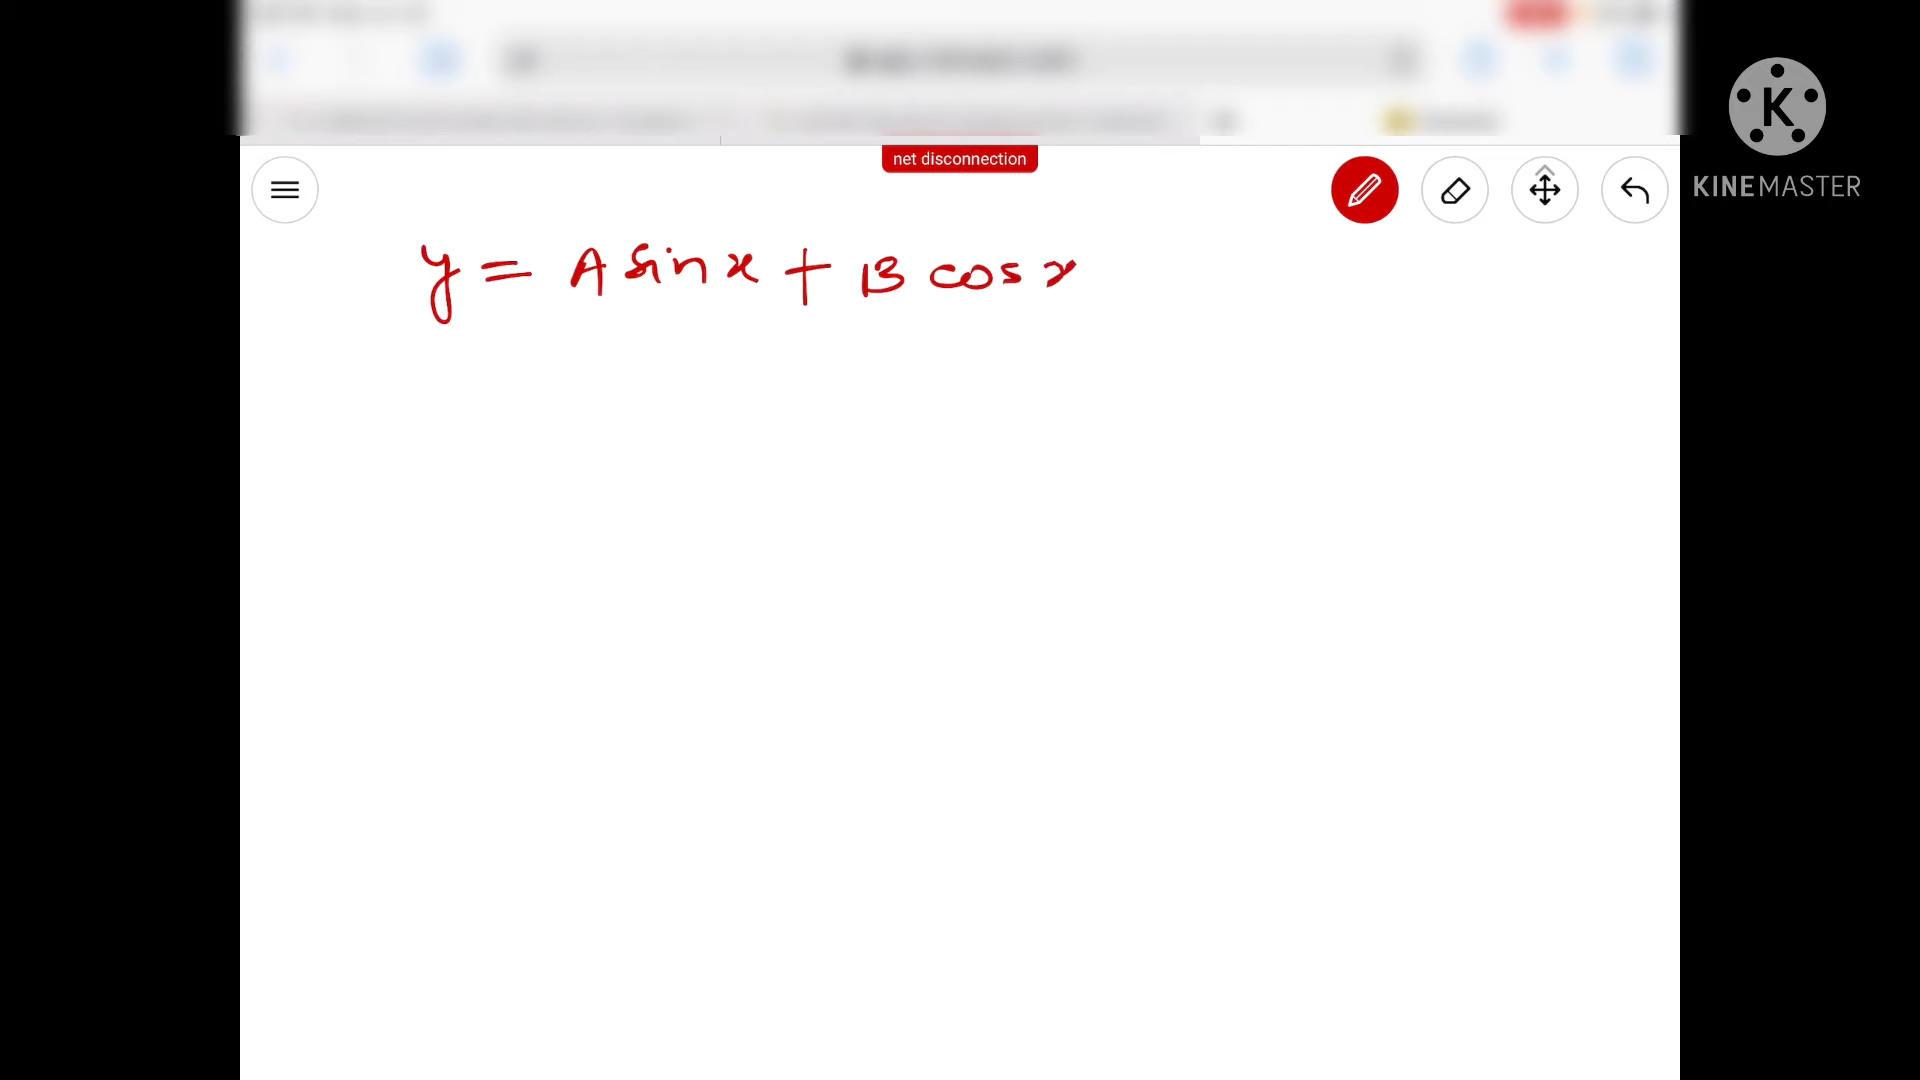 net disconnection
K
KINEMASTER
y = A sin x + B cos x